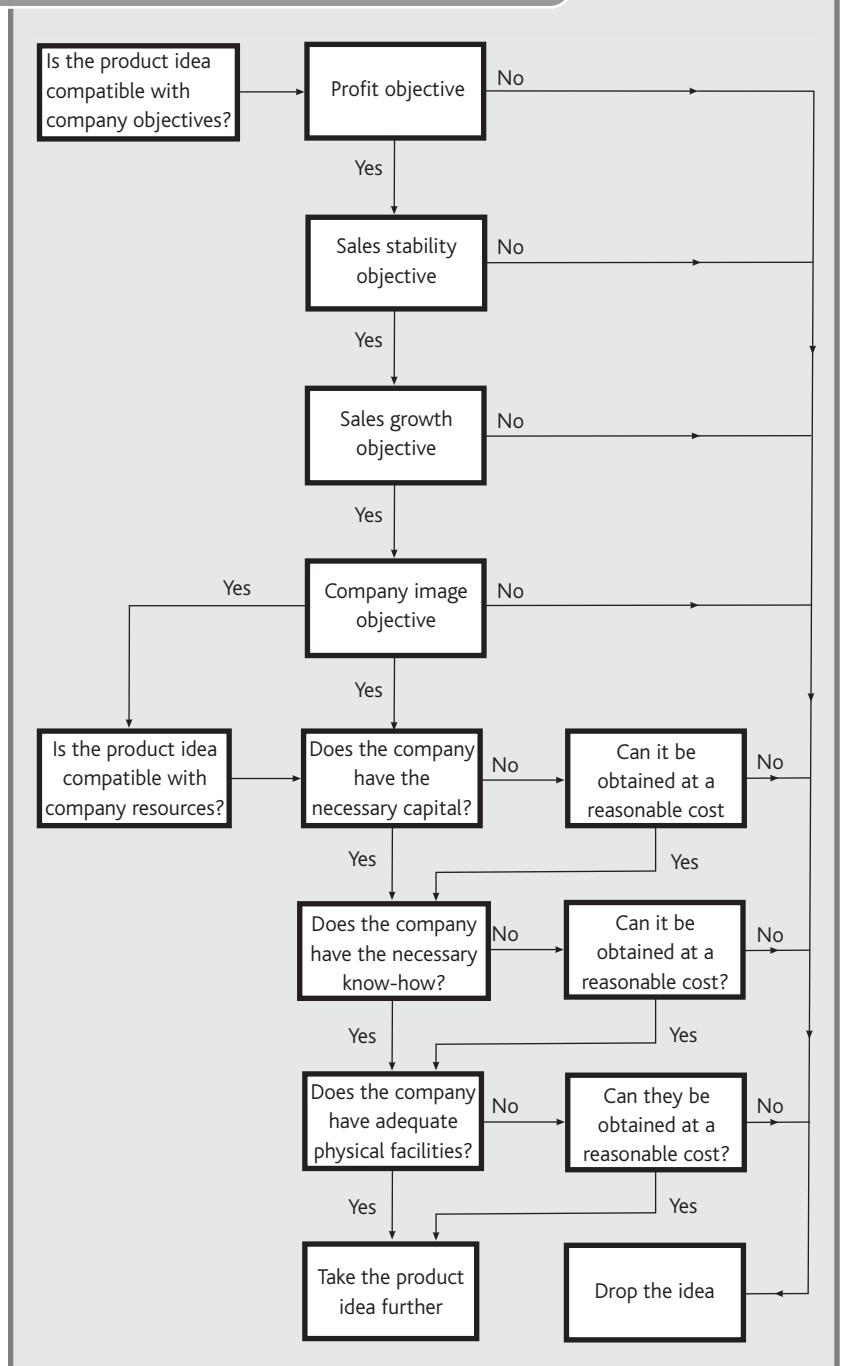 Is the product idea
compatible with
company objectives?
Profit objective
No
Yes
Sales stability
objective
No
Yes
Sales growth
objective
No
Yes
Company image
objective
No
Yes
Yes
Is the product idea
compatible with
company resources?
Does the company
have the
necessary capital?
No
Can it be
obtained at a
reasonable cost
No
Yes
Yes
Does the company
have the necessary
know-how?
No
Can it be
obtained at a
reasonable cost?
No
Yes
Yes
Does the company
have adequate
physical facilities?
No
Can they be
obtained at a
reasonable cost?
No
Yes
Yes
Take the product
idea further
Drop the idea